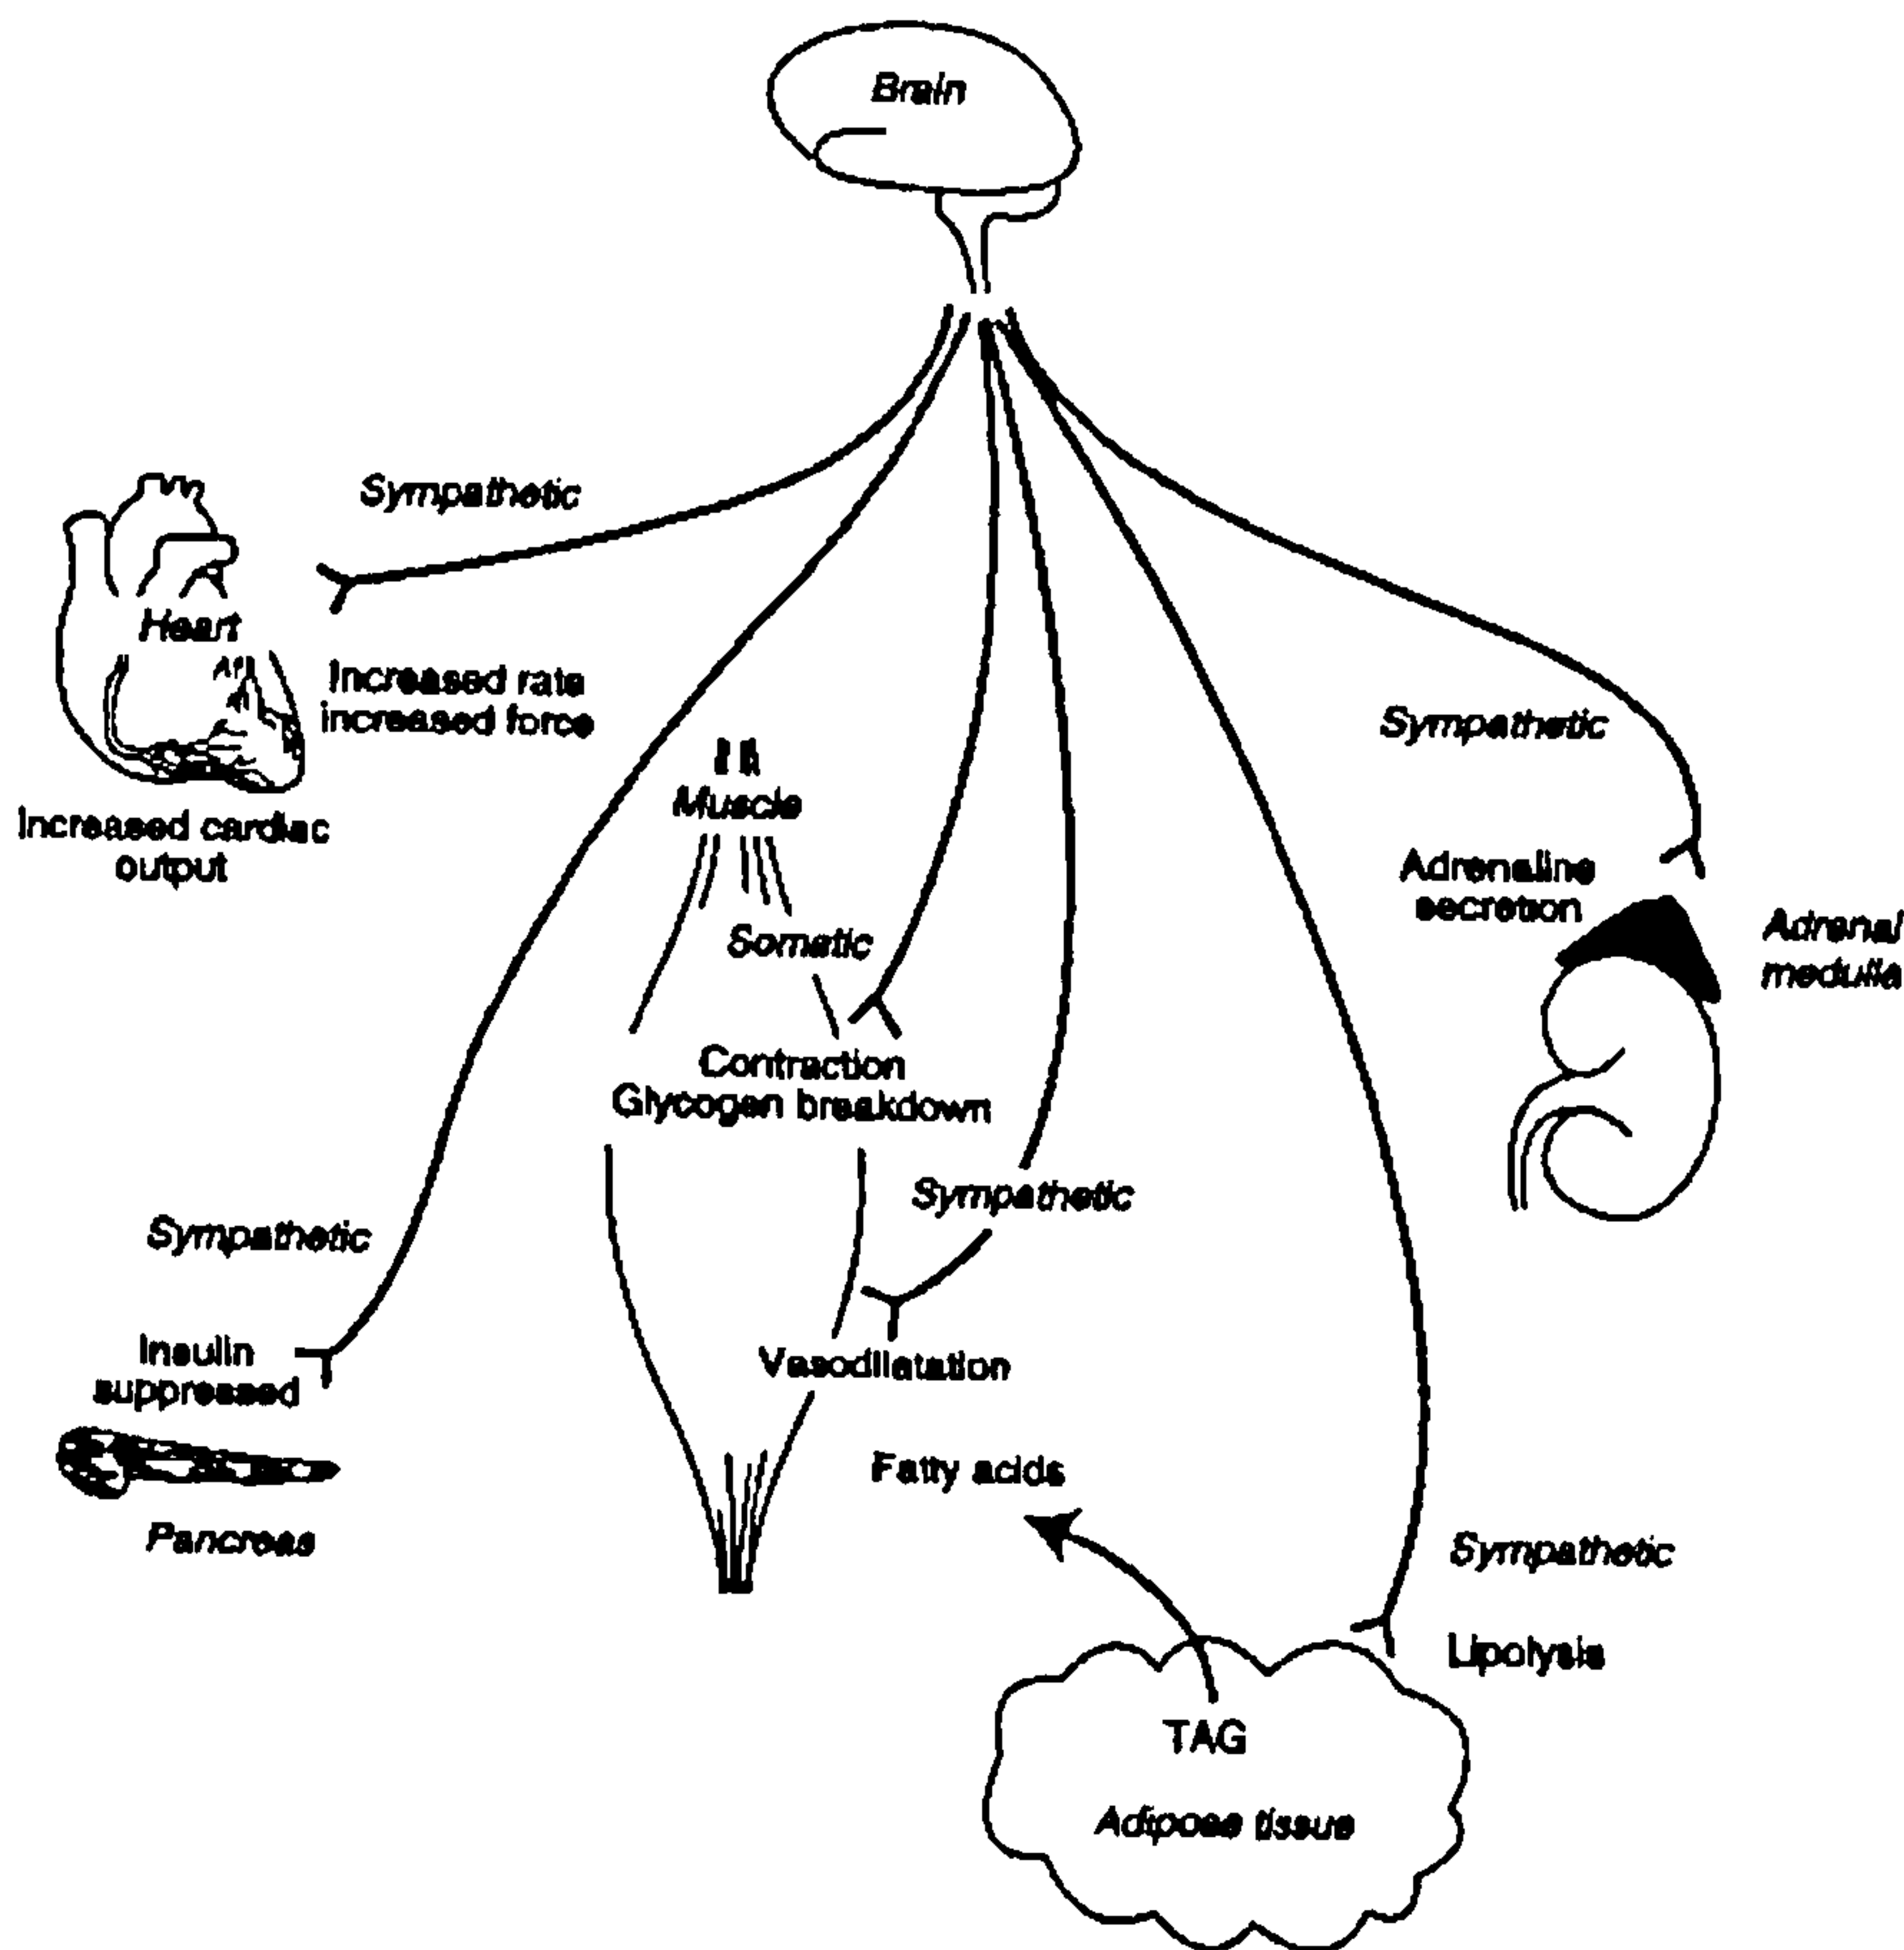 Brain
Sympathetic
Heart
Increased rate
increased force
Increased cardiac
output
Muscle
Somatic
Contraction
Glycogen breakdown
Sympathetic
Vasodilatation
Sympathetic
Insulin
suppressed
Pancreas
Sympathetic
Adrenaline
secretion
Adrenal
medulla
Fatty acids
Sympathetic
Lipolysis
TAG
Adipose tissue